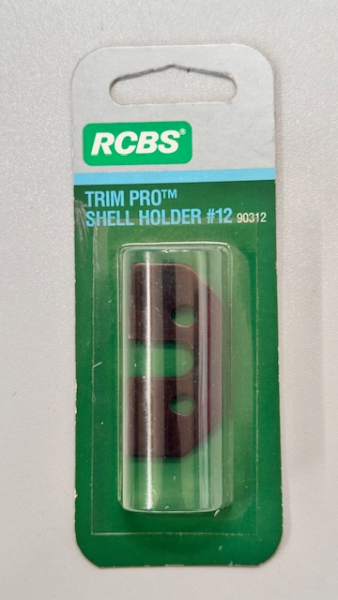 RCBS®
TRIM PRO™
SHELL HOLDER #12 90312